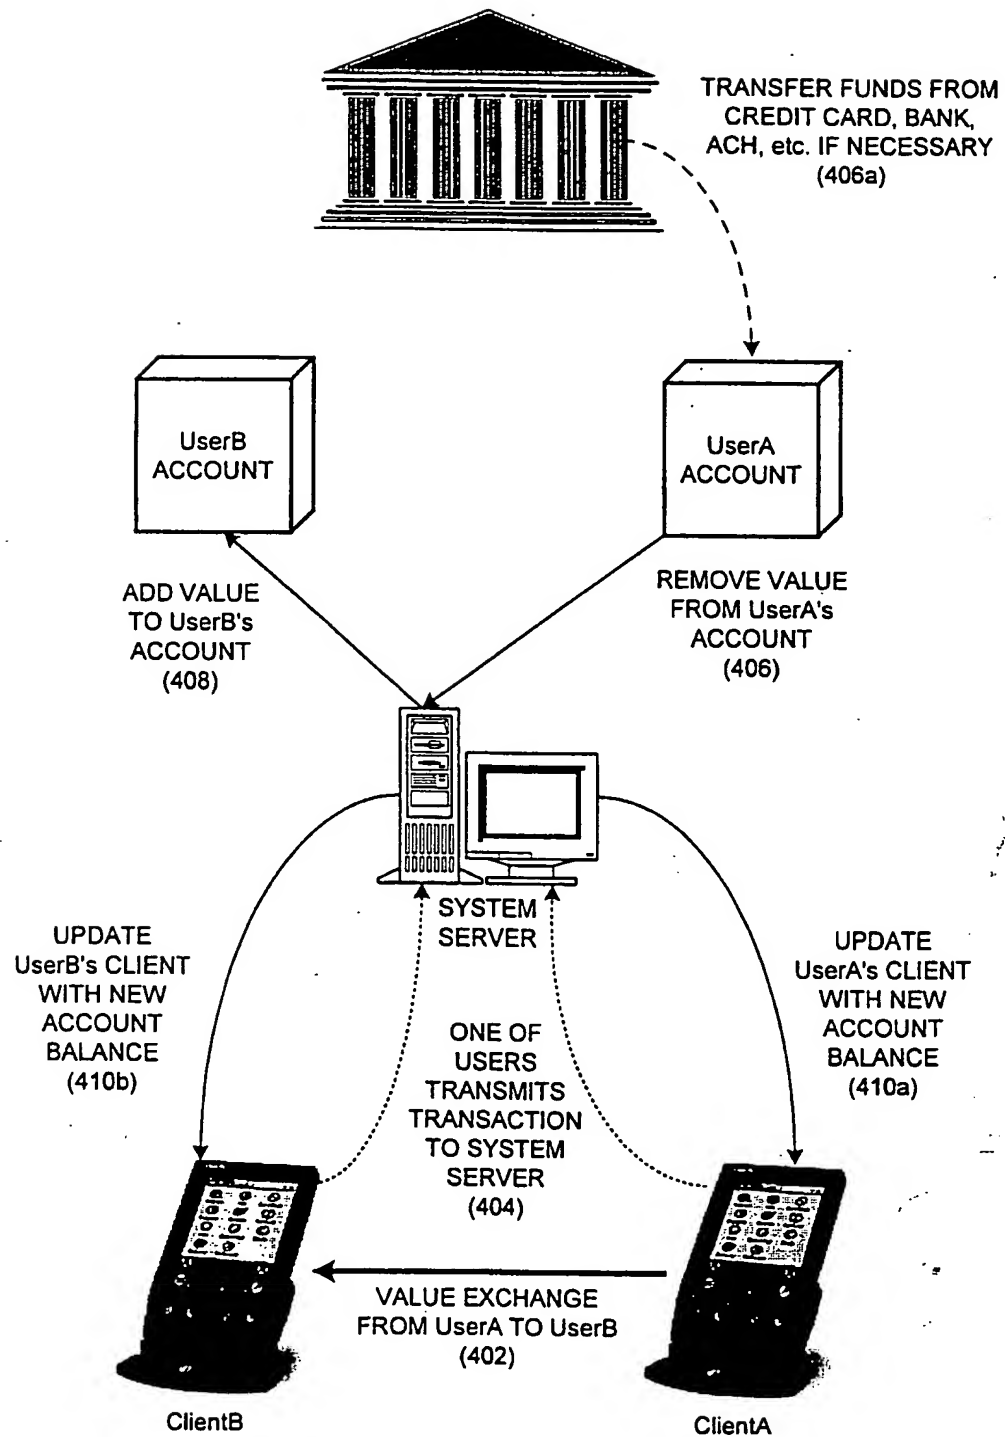 TRANSFER FUNDS FROM
CREDIT CARD, BANK,
ACH, etc. IF NECESSARY
(406a)
UserB
ACCOUNT
UserA
ACCOUNT
ADD VALUE
TO UserB's
ACCOUNT
(408)
REMOVE VALUE
FROM UserA's
ACCOUNT
(406)
SYSTEM
SERVER
UPDATE
UserB's CLIENT
WITH NEW
ACCOUNT
BALANCE
(410b)
ONE OF
USERS
TRANSMITS
TRANSACTION
TO SYSTEM
SERVER
(404)
UPDATE
UserA's CLIENT
WITH NEW
ACCOUNT
BALANCE
(410a)
VALUE EXCHANGE
FROM UserA TO UserB
(402)
ClientB
ClientA